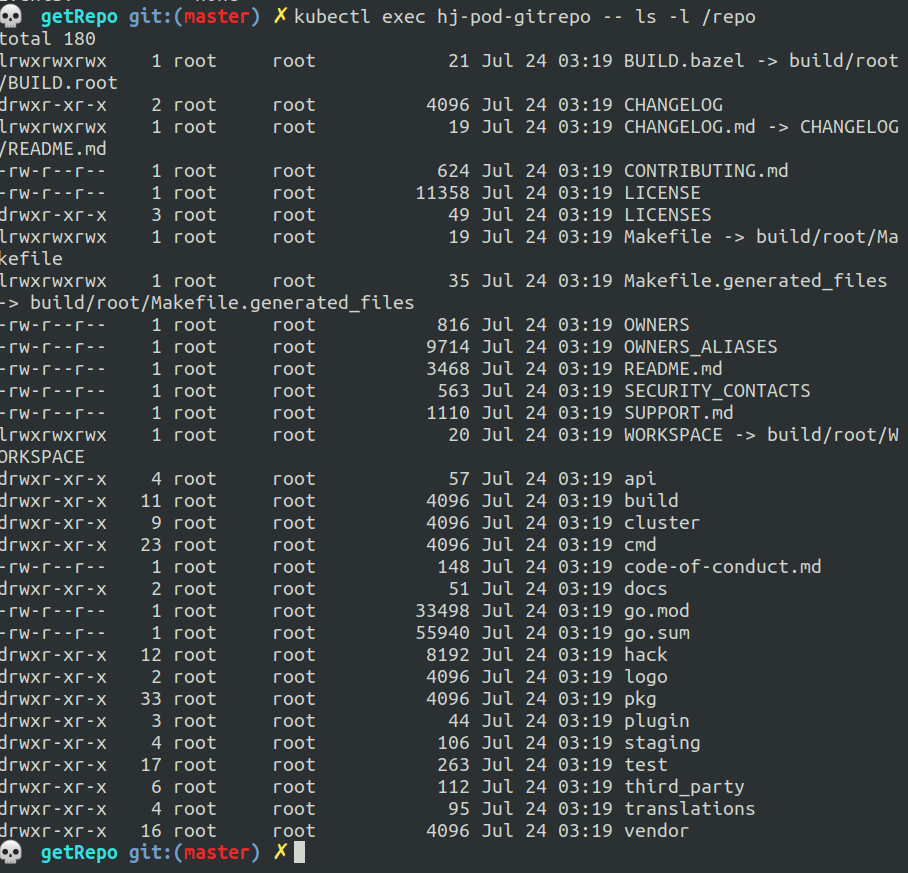 getRepo git:(master) ✗ kubectl exec hj-pod-gitrepo -- ls -l /repo
total 180
lrwxrwxrwx    1 root     root            21 Jul 24 03:19 BUILD.bazel -> build/root
/BUILD.root
drwxr-xr-x    2 root     root          4096 Jul 24 03:19 CHANGELOG
lrwxrwxrwx    1 root     root            19 Jul 24 03:19 CHANGELOG.md -> CHANGELOG
/README.md
-rw-r--r--    1 root     root           624 Jul 24 03:19 CONTRIBUTING.md
-rw-r--r--    1 root     root         11358 Jul 24 03:19 LICENSE
drwxr-xr-x    3 root     root            49 Jul 24 03:19 LICENSES
lrwxrwxrwx    1 root     root            19 Jul 24 03:19 Makefile -> build/root/Ma
kefile
lrwxrwxrwx    1 root     root            35 Jul 24 03:19 Makefile.generated_files
-> build/root/Makefile.generated_files
-rw-r--r--    1 root     root           816 Jul 24 03:19 OWNERS
-rw-r--r--    1 root     root          9714 Jul 24 03:19 OWNERS_ALIASES
-rw-r--r--    1 root     root          3468 Jul 24 03:19 README.md
-rw-r--r--    1 root     root           563 Jul 24 03:19 SECURITY_CONTACTS
-rw-r--r--    1 root     root          1110 Jul 24 03:19 SUPPORT.md
lrwxrwxrwx    1 root     root            20 Jul 24 03:19 WORKSPACE -> build/root/W
ORKSPACE
drwxr-xr-x    4 root     root            57 Jul 24 03:19 api
drwxr-xr-x   11 root     root          4096 Jul 24 03:19 build
drwxr-xr-x    9 root     root          4096 Jul 24 03:19 cluster
drwxr-xr-x   23 root     root          4096 Jul 24 03:19 cmd
-rw-r--r--    1 root     root           148 Jul 24 03:19 code-of-conduct.md
drwxr-xr-x    2 root     root            51 Jul 24 03:19 docs
-rw-r--r--    1 root     root         33498 Jul 24 03:19 go.mod
-rw-r--r--    1 root     root         55940 Jul 24 03:19 go.sum
drwxr-xr-x   12 root     root          8192 Jul 24 03:19 hack
drwxr-xr-x    2 root     root          4096 Jul 24 03:19 logo
drwxr-xr-x   33 root     root          4096 Jul 24 03:19 pkg
drwxr-xr-x    3 root     root            44 Jul 24 03:19 plugin
drwxr-xr-x    4 root     root           106 Jul 24 03:19 staging
drwxr-xr-x   17 root     root           263 Jul 24 03:19 test
drwxr-xr-x    6 root     root           112 Jul 24 03:19 third_party
drwxr-xr-x    4 root     root            95 Jul 24 03:19 translations
drwxr-xr-x   16 root     root          4096 Jul 24 03:19 vendor
getRepo git:(master) ✗